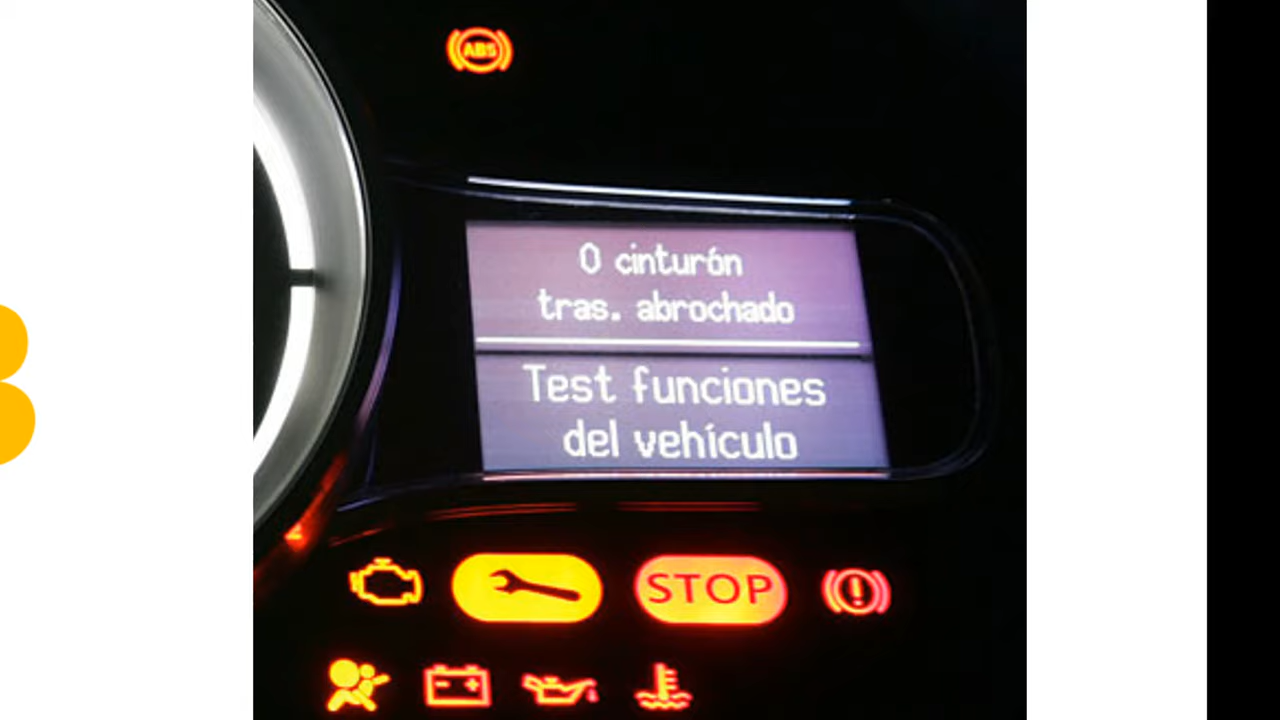 ABS
0 cinturón
tras. abrochado
Test funciones
del vehículo
STOP